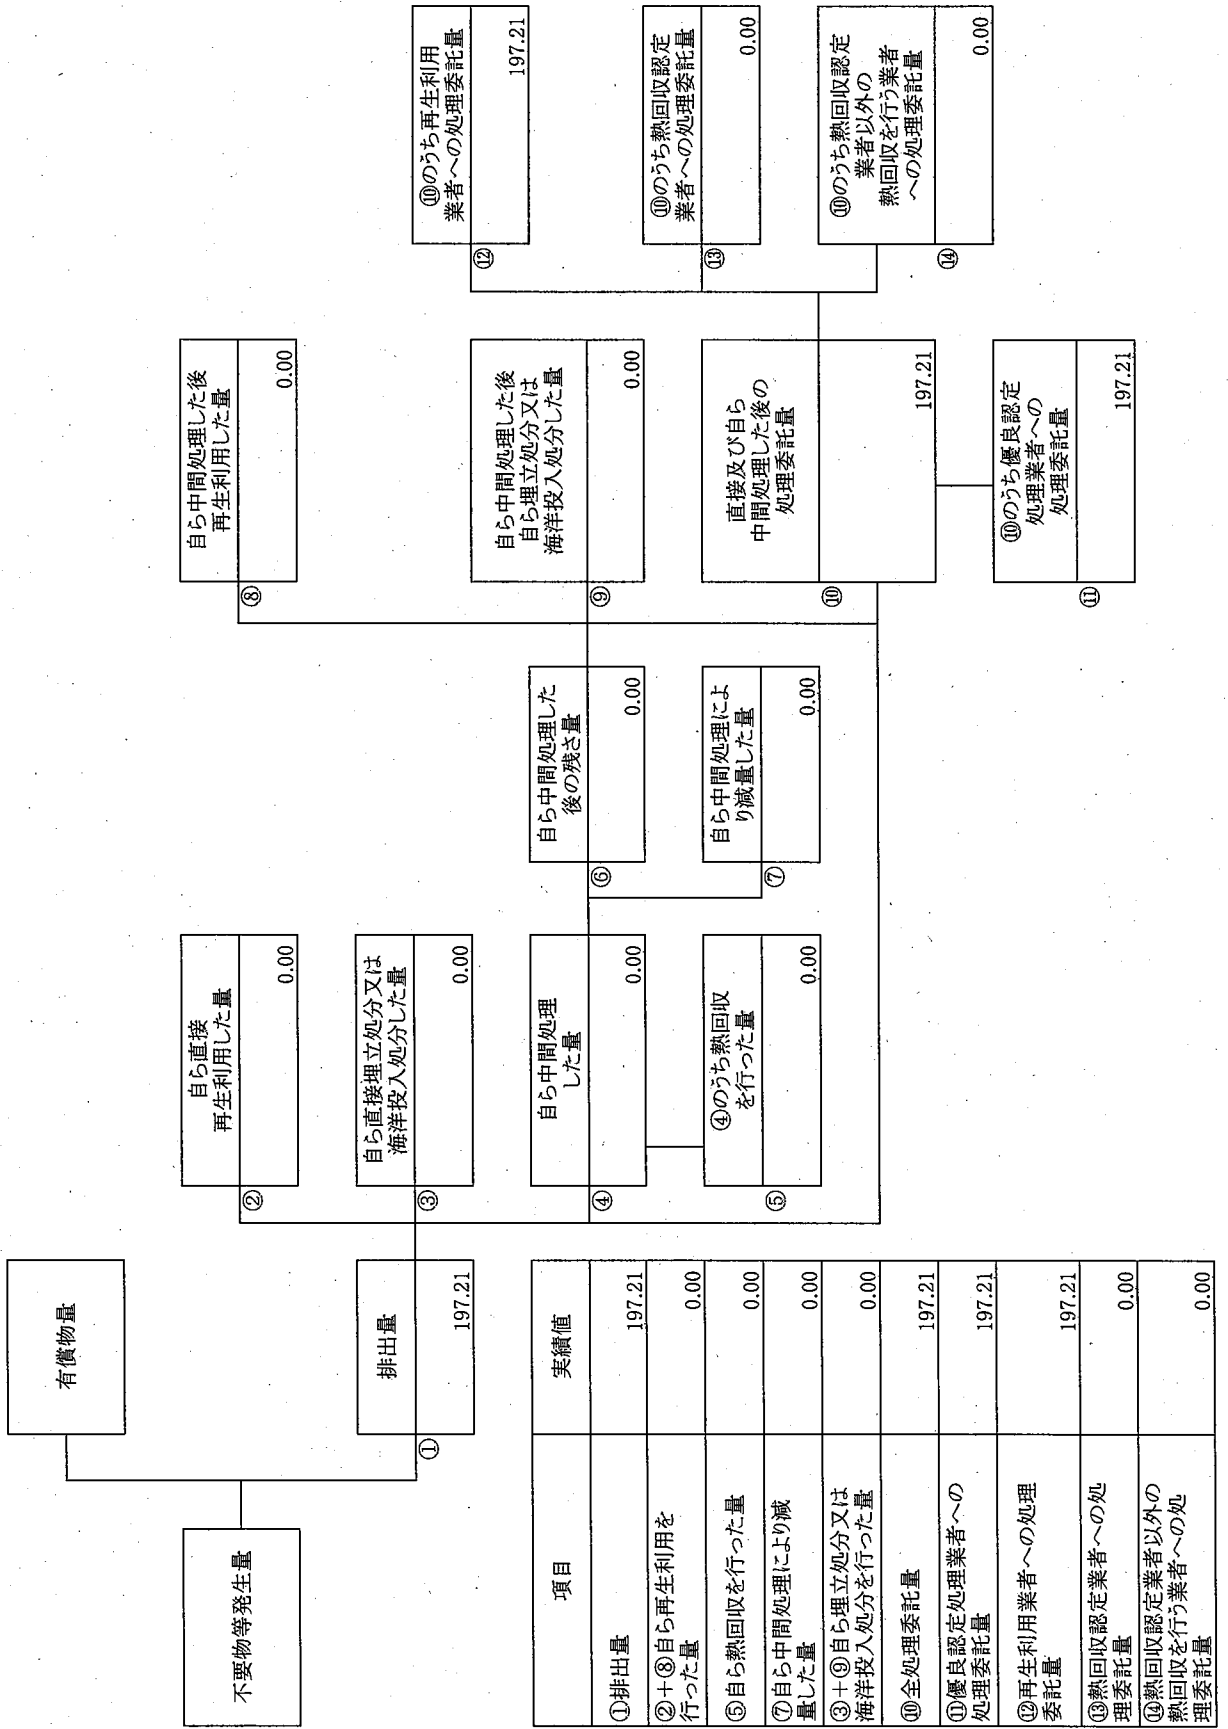 不要物等発生量
有償物量
排出量
①
197.21
自ら直接
再生利用した量
②
0.00
自ら直接埋立処分又は
海洋投入処分した量
③
0.00
自ら中間処理
した量
④
0.00
④のうち熱回収
を行った量
⑤
0.00
自ら中間処理した
後の残さ量
⑥
0.00
自ら中間処理によ
り減量した量
⑦
0.00
自ら中間処理した後
再生利用した量
⑧
0.00
自ら中間処理した後
自ら埋立処分又は
海洋投入処分した量
⑨
0.00
直接及び自ら
中間処理した後の
処理委託量
⑩
197.21
⑩のうち優良認定
処理業者への
処理委託量
⑪
197.21
⑩のうち再生利用
業者への処理委託量
⑫
197.21
⑩のうち熱回収認定
業者への処理委託量
⑬
0.00
⑩のうち熱回収認定
業者以外の
熱回収を行う業者
への処理委託量
⑭
0.00
項目 実績値
①排出量 197.21
②+⑧自ら再生利用を
行った量 0.00
⑤自ら熱回収を行った量 0.00
⑦自ら中間処理により減
量した量 0.00
③+⑨自ら埋立処分又は
海洋投入処分を行った量 0.00
⑩全処理委託量 197.21
⑪優良認定処理業者への
処理委託量 197.21
⑫再生利用業者への処理
委託量 197.21
⑬熱回収認定業者への処
理委託量 0.00
⑭熱回収認定業者以外の
熱回収を行う業者への処
理委託量 0.00